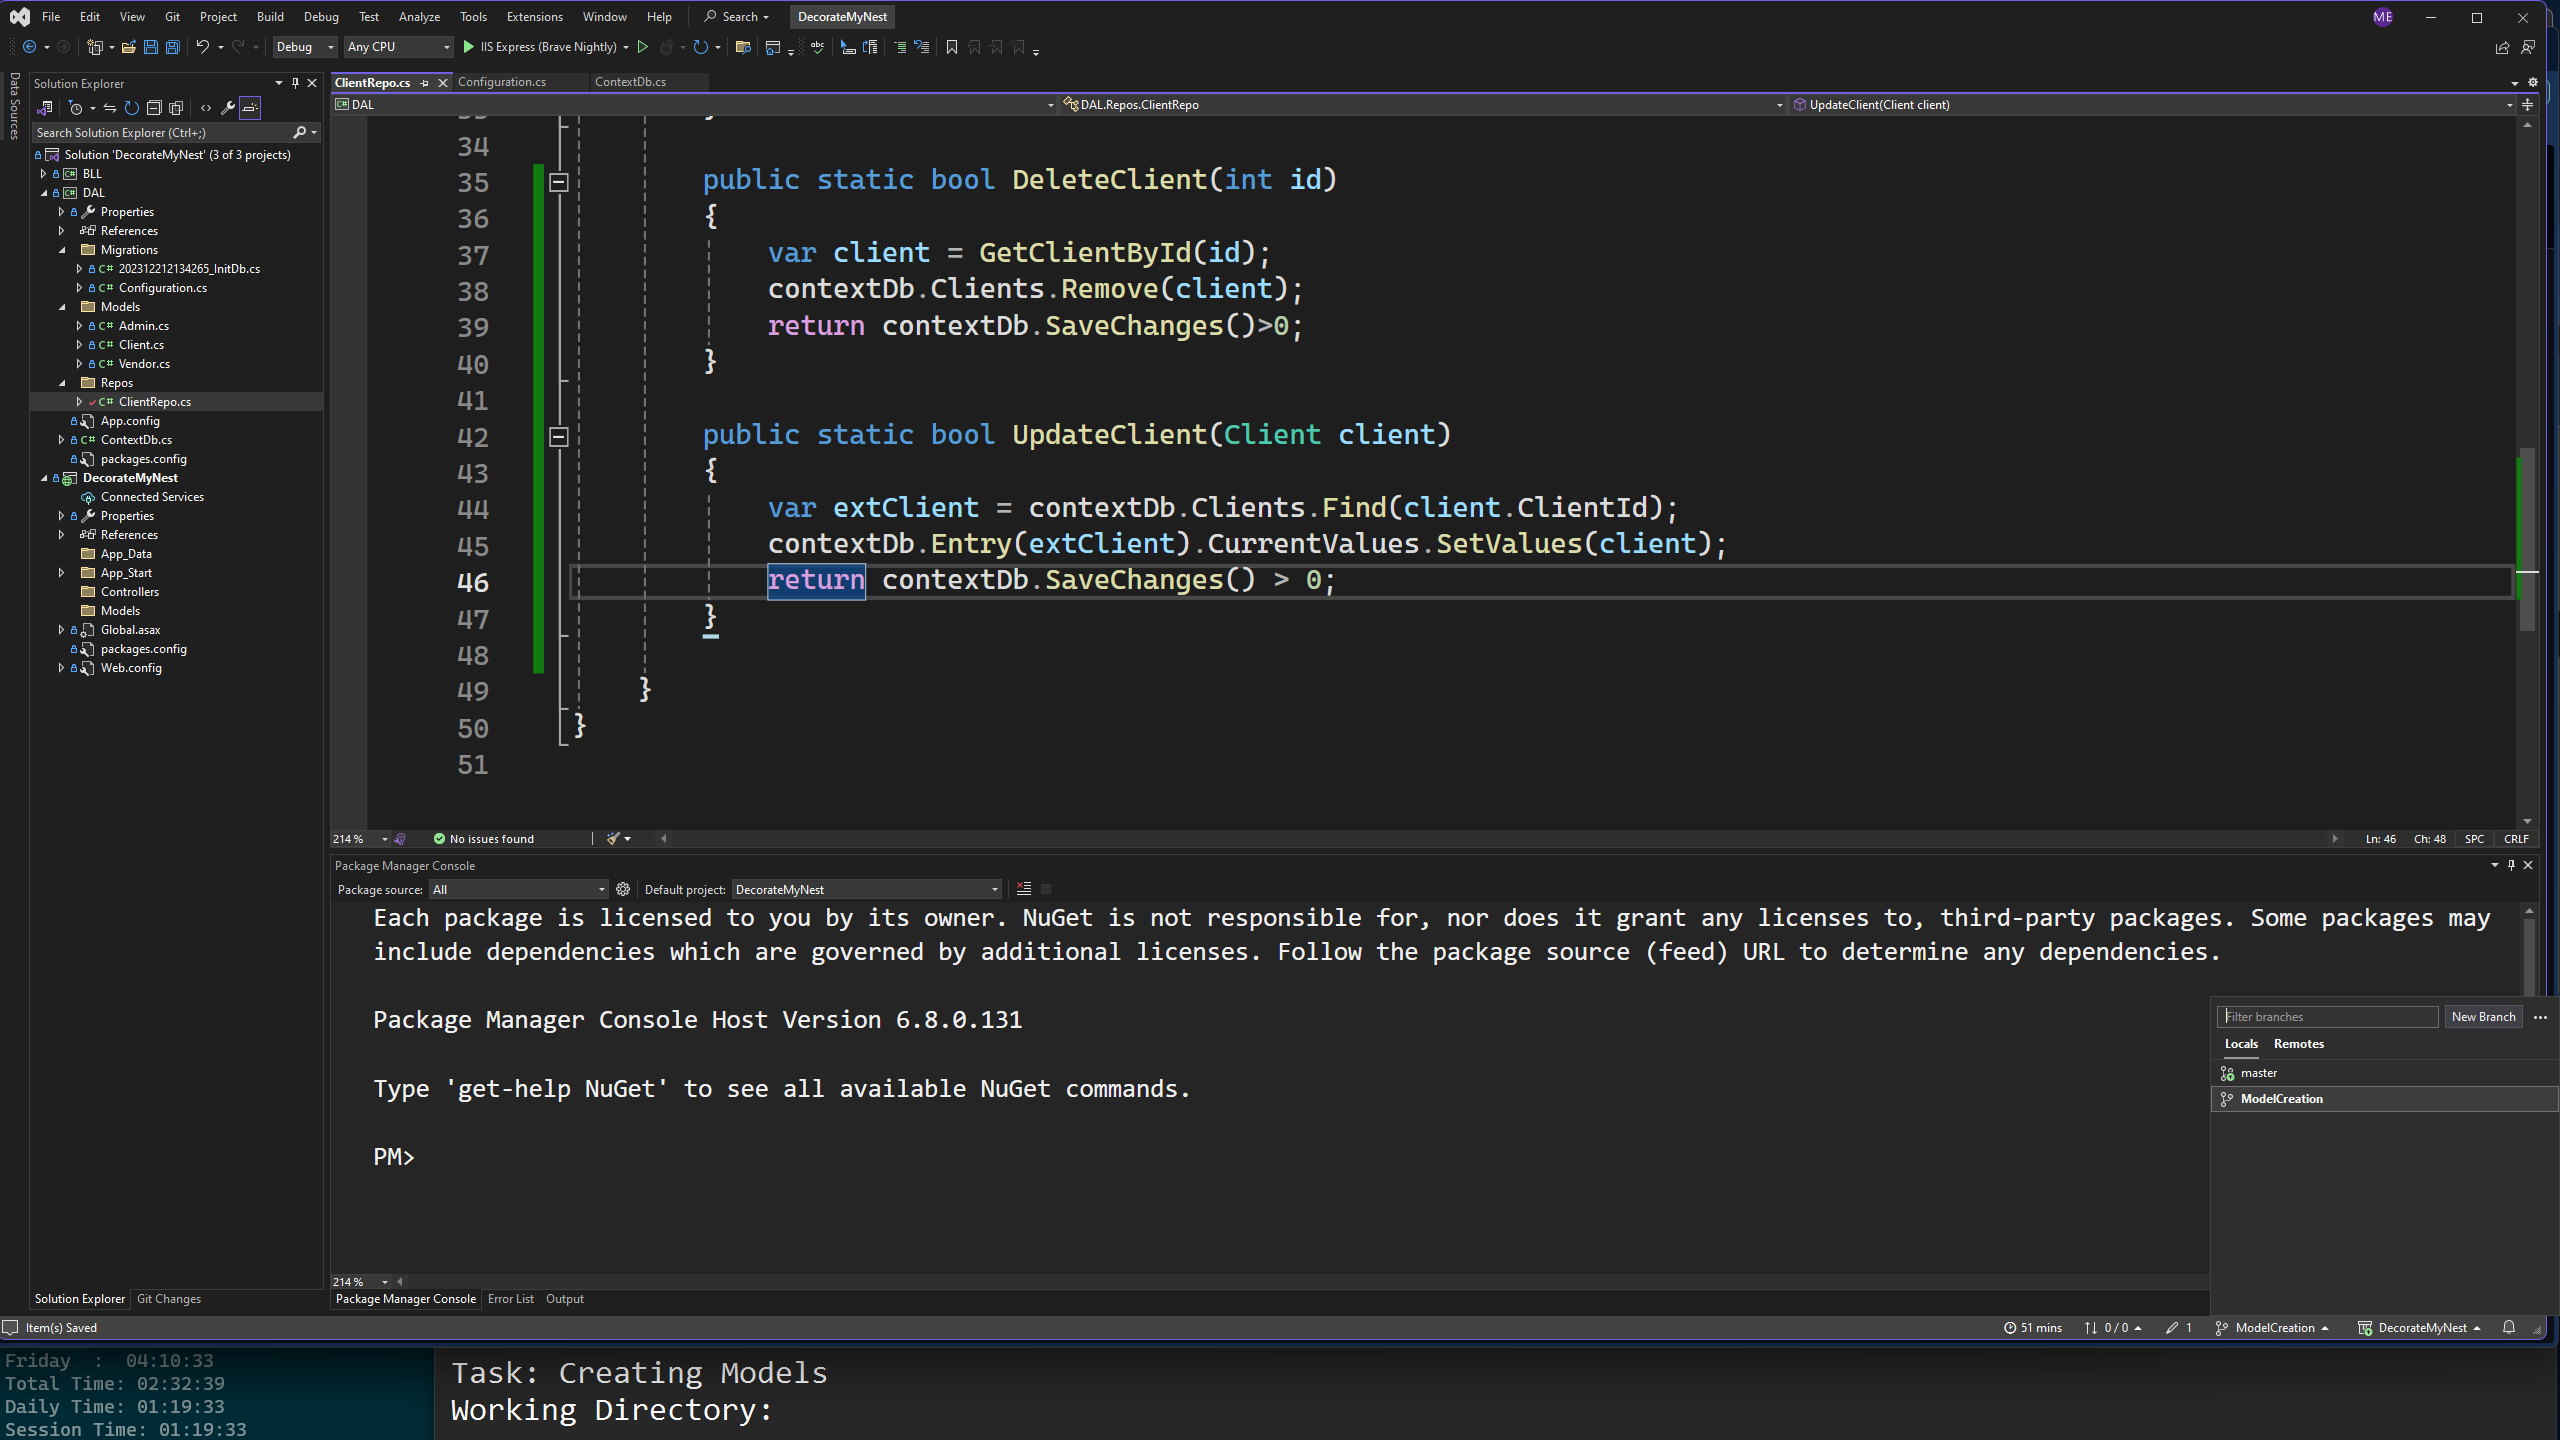 File Edit View Git Project Build Debug Test Analyze Tools Extensions Window Help Search DecorateMyNest ME
Debug Any CPU IIS Express (Brave Nightly)
Data Sources
Solution Explorer
Search Solution Explorer (Ctrl+;)
Solution 'DecorateMyNest' (3 of 3 projects)
BLL
DAL
Properties
References
Migrations
C# 202312212134265_InitDb.cs
C# Configuration.cs
Models
C# Admin.cs
C# Client.cs
C# Vendor.cs
Repos
C# ClientRepo.cs
App.config
C# ContextDb.cs
packages.config
DecorateMyNest
Connected Services
Properties
References
App_Data
App_Start
Controllers
Models
Global.asax
packages.config
Web.config
Solution Explorer Git Changes
ClientRepo.cs Configuration.cs ContextDb.cs
DAL DAL.Repos.ClientRepo UpdateClient(Client client)
34
35 public static bool DeleteClient(int id)
36 {
37 var client = GetClientById(id);
38 contextDb.Clients.Remove(client);
39 return contextDb.SaveChanges()>0;
40 }
41
42 public static bool UpdateClient(Client client)
43 {
44 var extClient = contextDb.Clients.Find(client.ClientId);
45 contextDb.Entry(extClient).CurrentValues.SetValues(client);
46 return contextDb.SaveChanges() > 0;
47 }
48
49 }
50 }
51
214 % No issues found Ln: 46 Ch: 48 SPC CRLF
Package Manager Console
Package source: All Default project: DecorateMyNest
Each package is licensed to you by its owner. NuGet is not responsible for, nor does it grant any licenses to, third-party packages. Some packages may
include dependencies which are governed by additional licenses. Follow the package source (feed) URL to determine any dependencies.
Package Manager Console Host Version 6.8.0.131
Type 'get-help NuGet' to see all available NuGet commands.
PM>
214 %
Package Manager Console Error List Output
Filter branches New Branch
Locals Remotes
master
ModelCreation
Item(s) Saved 51 mins 0 / 0 1 ModelCreation DecorateMyNest
Friday : 04:10:33
Total Time: 02:32:39
Daily Time: 01:19:33
Session Time: 01:19:33
Task: Creating Models
Working Directory: